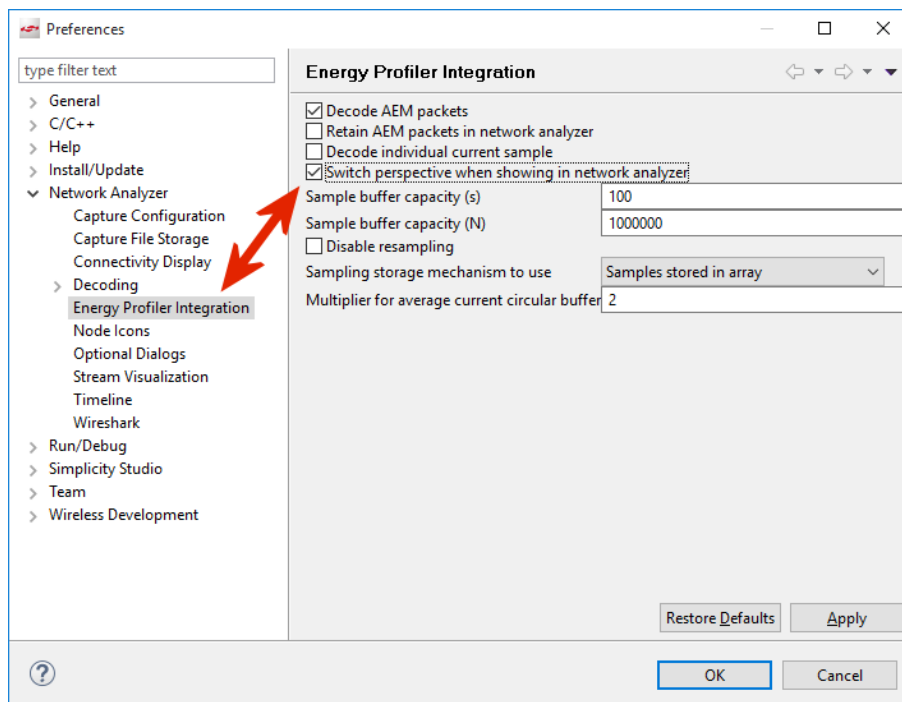 Preferences
type filter text
General
C/C++
Help
Install/Update
Network Analyzer
Capture Configuration
Capture File Storage
Connectivity Display
Decoding
Energy Profiler Integration
Node Icons
Optional Dialogs
Stream Visualization
Timeline
Wireshark
Run/Debug
Simplicity Studio
Team
Wireless Development
Energy Profiler Integration
Decode AEM packets
Retain AEM packets in network analyzer
Decode individual current sample
Switch perspective when showing in network analyzer
Sample buffer capacity (s) 100
Sample buffer capacity (N) 1000000
Disable resampling
Sampling storage mechanism to use Samples stored in array
Multiplier for average current circular buffer 2
Restore Defaults Apply
? OK Cancel